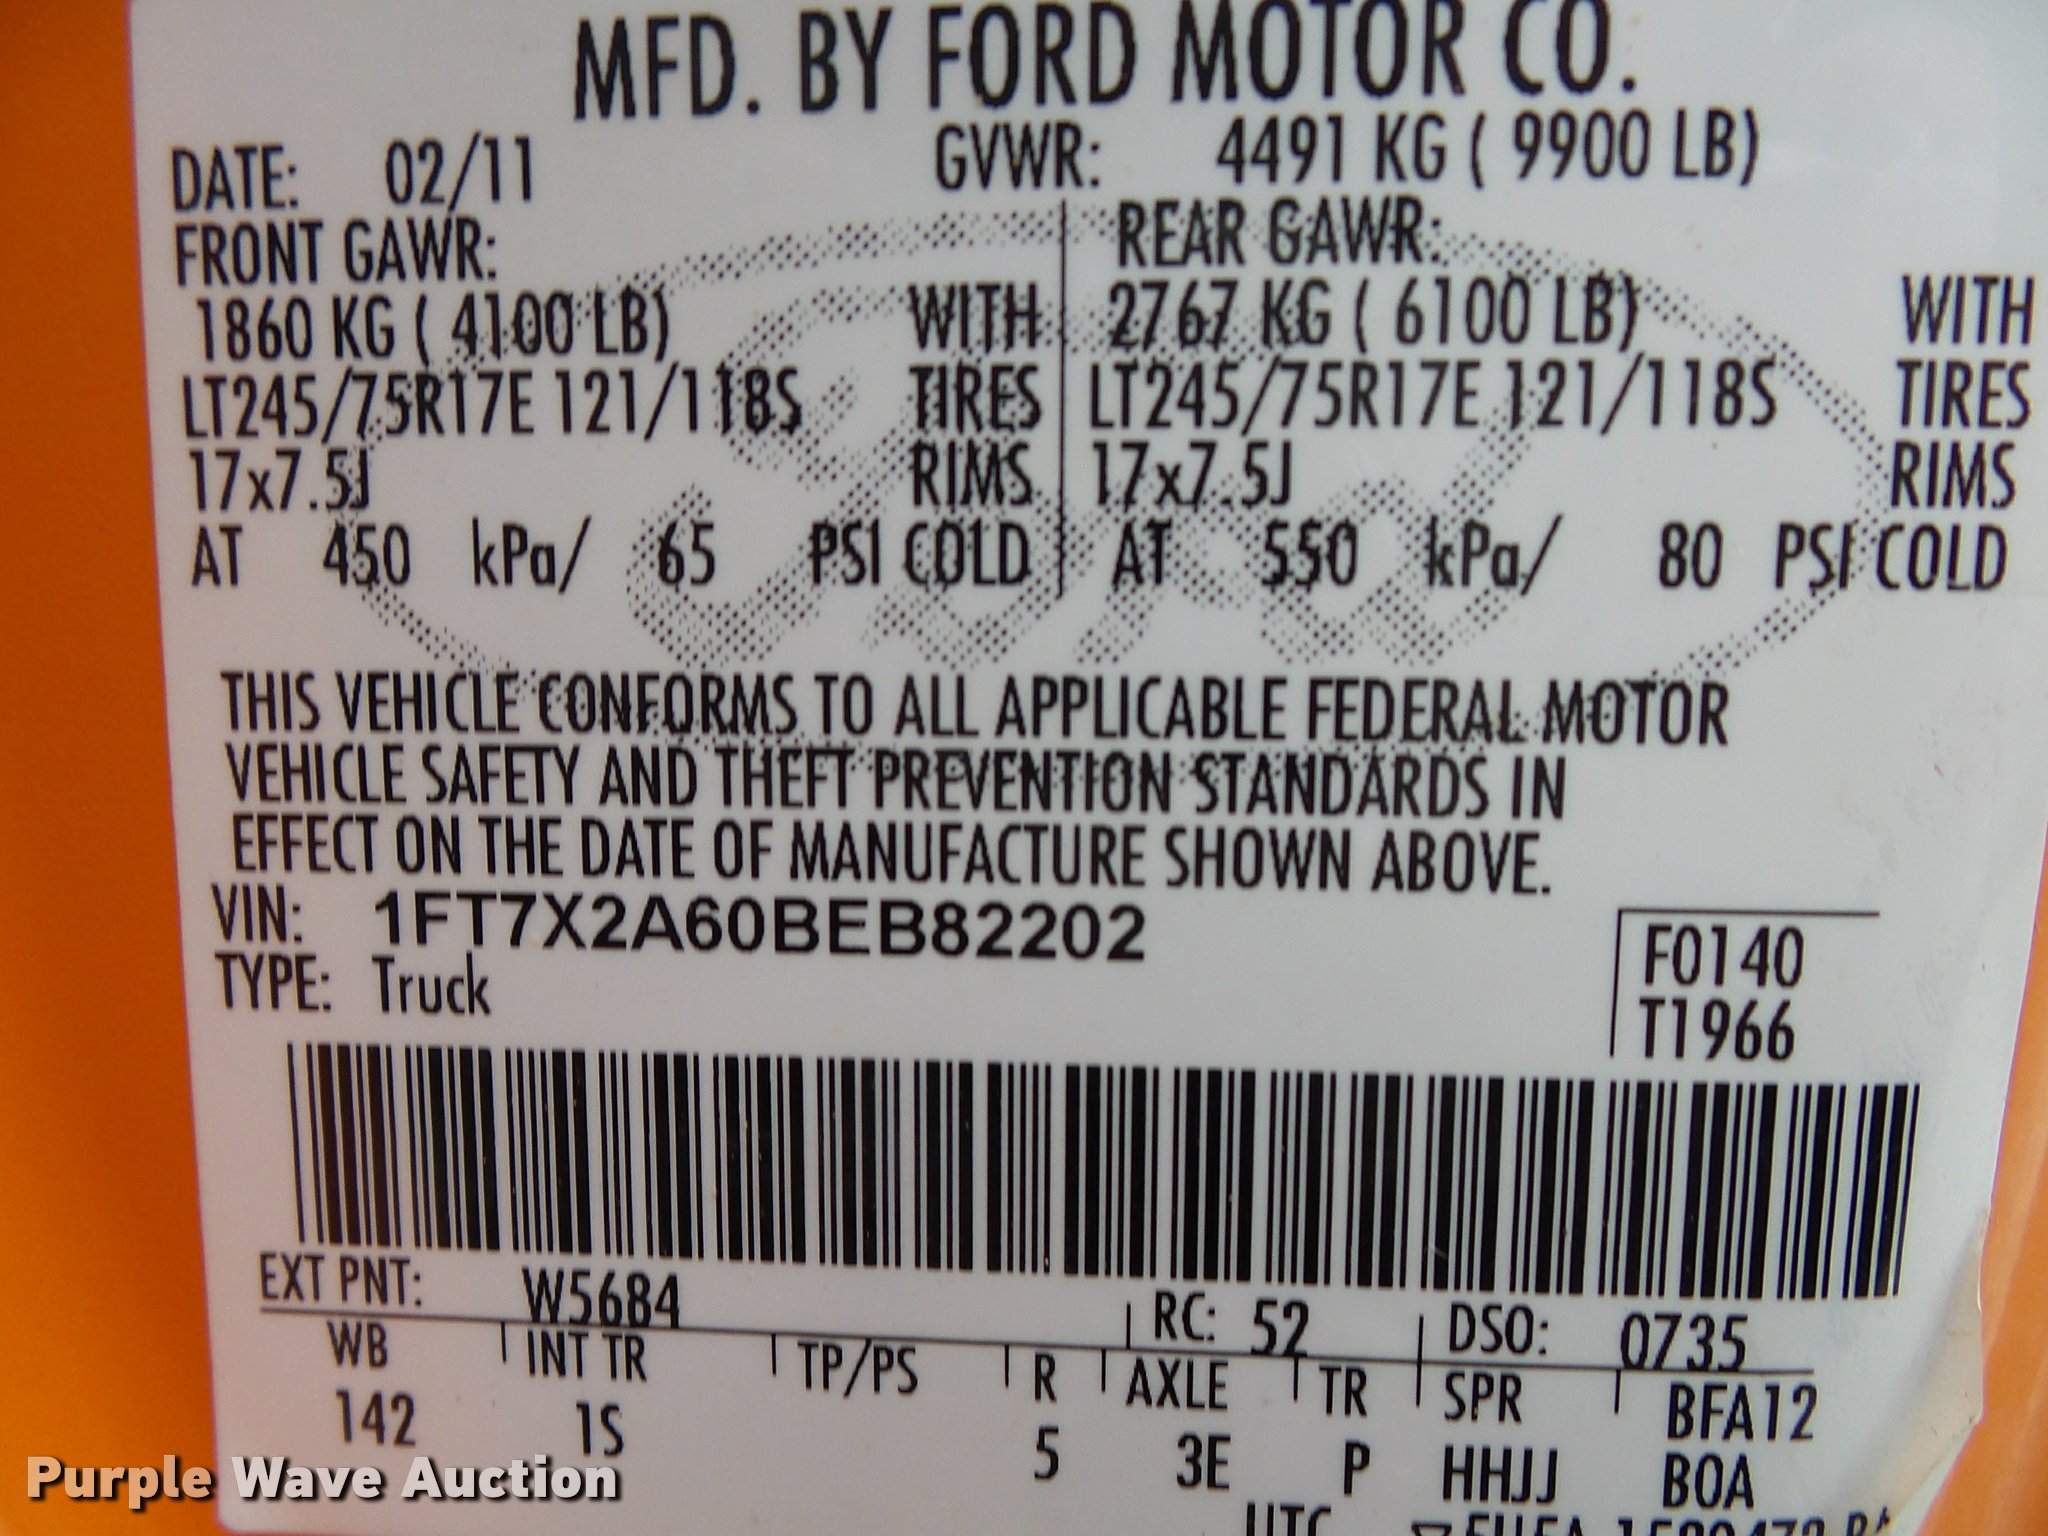 MFD. BY FORD MOTOR CO.
DATE: 02/11 GVWR: 4491 KG ( 9900 LB)
FRONT GAWR: REAR GAWR:
1860 KG ( 4100 LB) WITH 2767 KG ( 6100 LB) WITH
LT245/75R17E 121/118S TIRES LT245/75R17E 121/118S TIRES
17x7.5J RIMS 17x7.5J RIMS
AT 450 kPa/ 65 PSI COLD AT 550 kPa/ 80 PSI COLD
THIS VEHICLE CONFORMS TO ALL APPLICABLE FEDERAL MOTOR
VEHICLE SAFETY AND THEFT PREVENTION STANDARDS IN
EFFECT ON THE DATE OF MANUFACTURE SHOWN ABOVE.
VIN: 1FT7X2A60BEB82202
TYPE: Truck
F0140
T1966
EXT PNT: W5684 RC: 52 DSO: 0735
WB INT TR TP/PS R AXLE TR SPR BFA12
142 1S 5 3E P HHJJ BOA
UTC
Purple Wave Auction